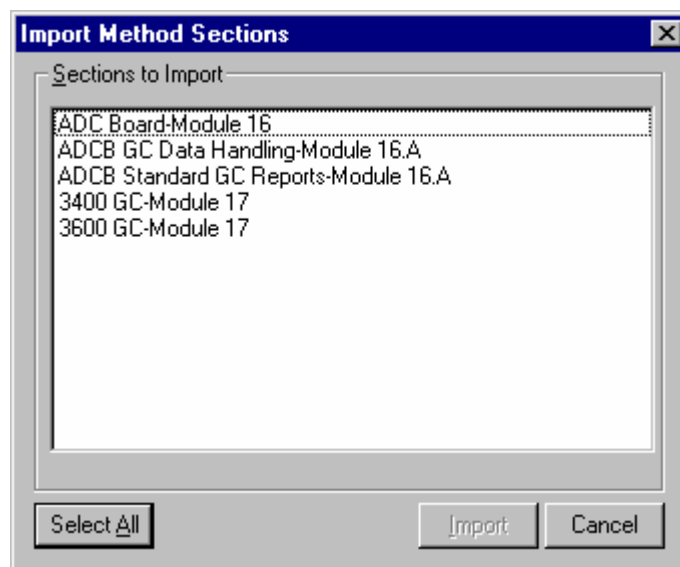 Import Method Sections
Sections to Import
ADC Board-Module 16
ADCB GC Data Handling-Module 16.A
ADCB Standard GC Reports-Module 16.A
3400 GC-Module 17
3600 GC-Module 17
Select All
Import
Cancel